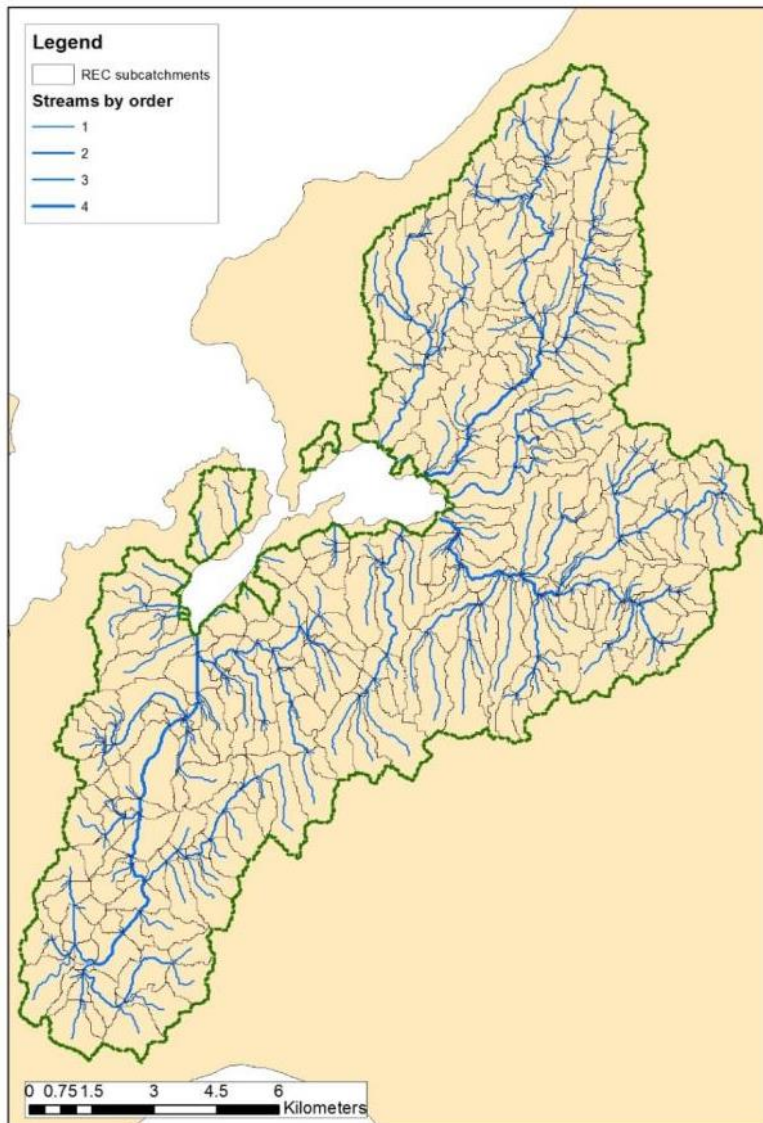 Legend
REC subcatchments
Streams by order
1
2
3
4
0 0.75 1.5 3 4.5 6
Kilometers